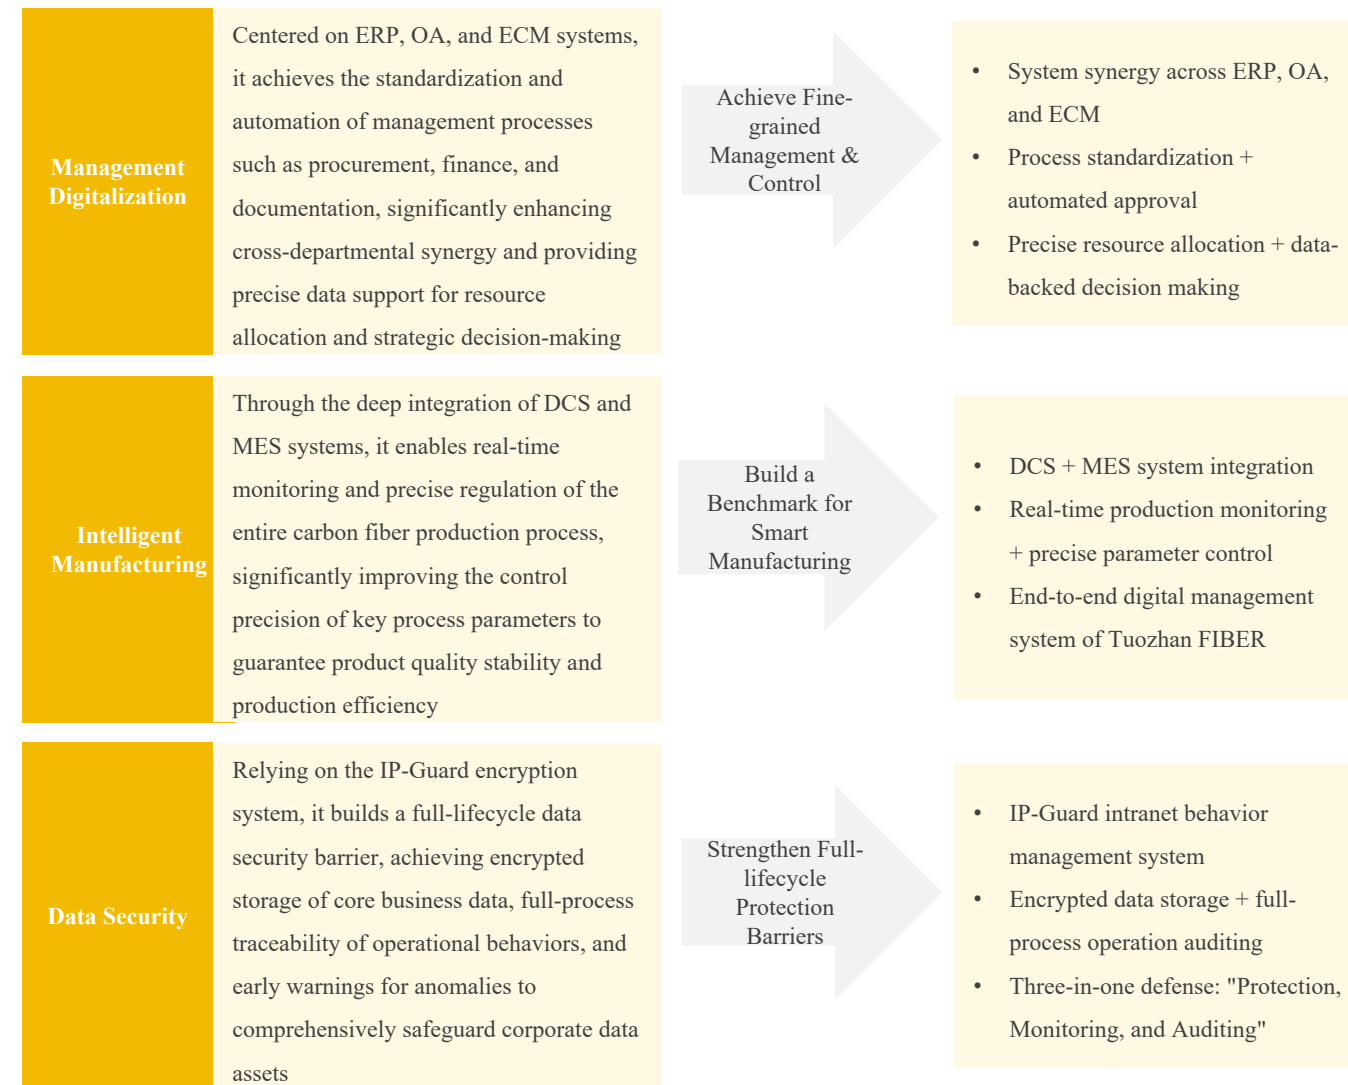 Management
Digitalization
Centered on ERP, OA, and ECM systems,
it achieves the standardization and
automation of management processes
such as procurement, finance, and
documentation, significantly enhancing
cross-departmental synergy and providing
precise data support for resource
allocation and strategic decision-making
Achieve Fine-
grained
Management &
Control
• System synergy across ERP, OA,
and ECM
• Process standardization +
automated approval
• Precise resource allocation + data-
backed decision making
Intelligent
Manufacturing
Through the deep integration of DCS and
MES systems, it enables real-time
monitoring and precise regulation of the
entire carbon fiber production process,
significantly improving the control
precision of key process parameters to
guarantee product quality stability and
production efficiency
Build a
Benchmark for
Smart
Manufacturing
• DCS + MES system integration
• Real-time production monitoring
+ precise parameter control
• End-to-end digital management
system of Tuozhan FIBER
Data Security
Relying on the IP-Guard encryption
system, it builds a full-lifecycle data
security barrier, achieving encrypted
storage of core business data, full-process
traceability of operational behaviors, and
early warnings for anomalies to
comprehensively safeguard corporate data
assets
Strengthen Full-
lifecycle
Protection
Barriers
• IP-Guard intranet behavior
management system
• Encrypted data storage + full-
process operation auditing
• Three-in-one defense: "Protection,
Monitoring, and Auditing"